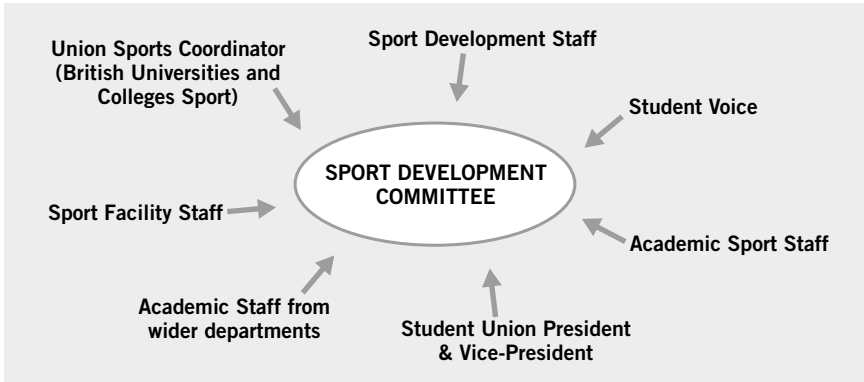 Sport Development Staff
Union Sports Coordinator
(British Universities and
Colleges Sport)
Student Voice
SPORT DEVELOPMENT
COMMITTEE
Sport Facility Staff
Academic Sport Staff
Academic Staff from
wider departments
Student Union President
& Vice-President